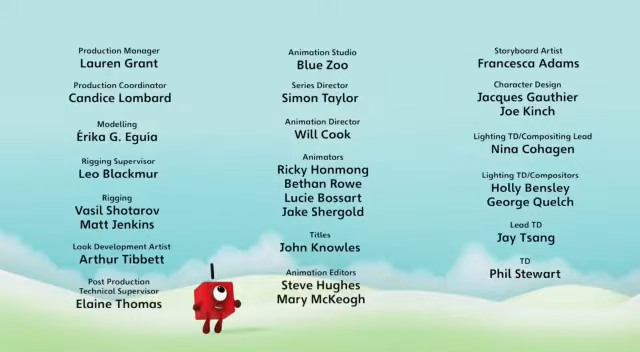 Production Manager
Lauren Grant
Production Coordinator
Candice Lombard
Modelling
Érika G. Eguia
Rigging Supervisor
Leo Blackmur
Rigging
Vasil Shotarov
Matt Jenkins
Look Development Artist
Arthur Tibbett
Post Production
Technical Supervisor
Elaine Thomas
Animation Studio
Blue Zoo
Series Director
Simon Taylor
Animation Director
Will Cook
Animators
Ricky Honmong
Bethan Rowe
Lucie Bossart
Jake Shergold
Titles
John Knowles
Animation Editors
Steve Hughes
Mary McKeogh
Storyboard Artist
Francesca Adams
Character Design
Jacques Gauthier
Joe Kinch
Lighting TD/Compositing Lead
Nina Cohagen
Lighting TD/Compositors
Holly Bensley
George Quelch
Lead TD
Jay Tsang
TD
Phil Stewart